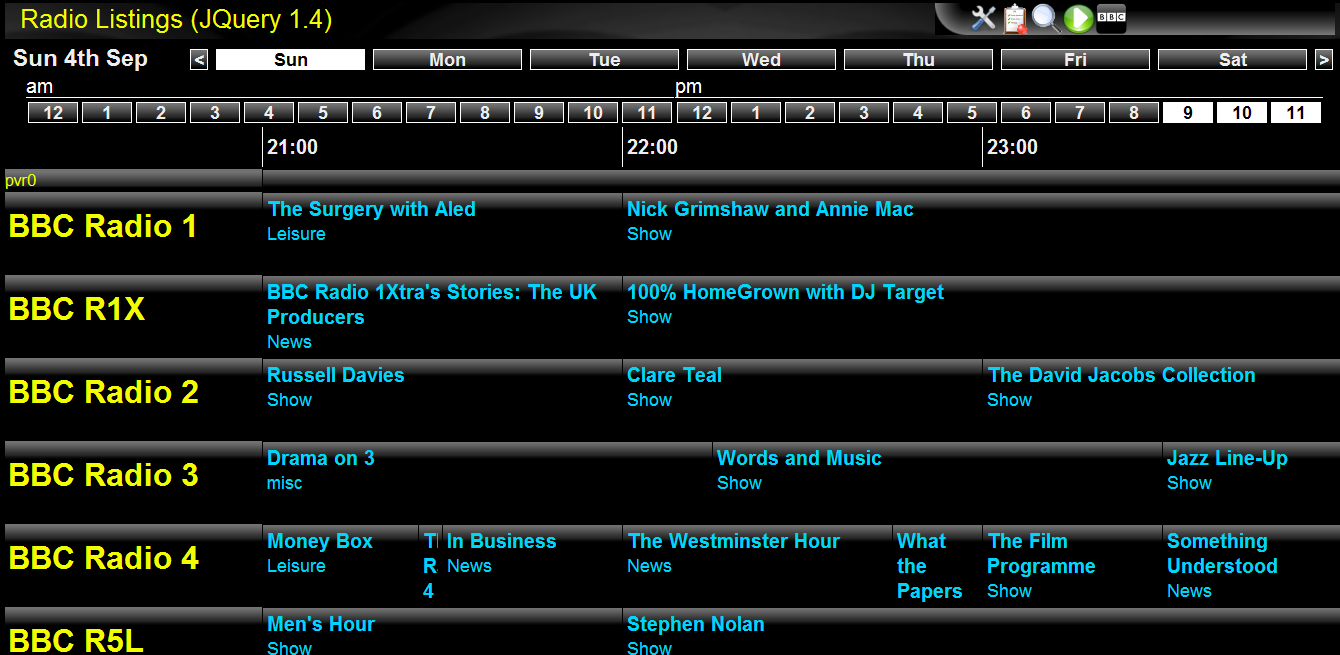 Radio Listings (JQuery 1.4)
BBC
Sun 4th Sep < Sun Mon Tue Wed Thu Fri Sat >
am pm
12 1 2 3 4 5 6 7 8 9 10 11 12 1 2 3 4 5 6 7 8 9 10 11
21:00 22:00 23:00
pvr0
BBC Radio 1
The Surgery with Aled
Leisure
Nick Grimshaw and Annie Mac
Show
BBC R1X
BBC Radio 1Xtra's Stories: The UK
Producers
News
100% HomeGrown with DJ Target
Show
BBC Radio 2
Russell Davies
Show
Clare Teal
Show
The David Jacobs Collection
Show
BBC Radio 3
Drama on 3
misc
Words and Music
Show
Jazz Line-Up
Show
BBC Radio 4
Money Box
Leisure
R
4
In Business
News
The Westminster Hour
News
What
the
Papers
The Film
Programme
Show
Something
Understood
News
BBC R5L
Men's Hour
Show
Stephen Nolan
Show